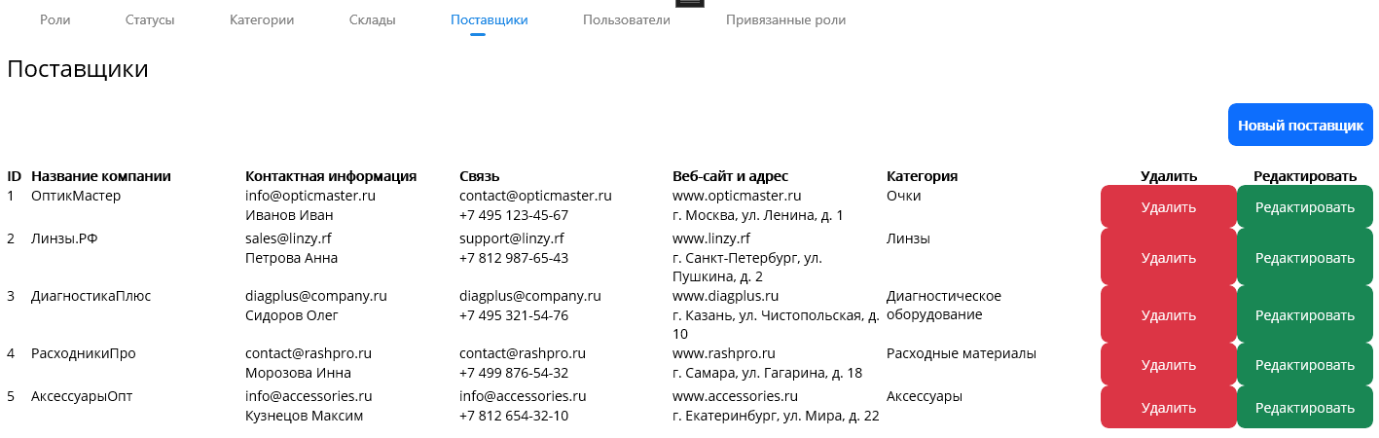 Роли Статусы Категории Склады Поставщики Пользователи Привязанные роли
Поставщики
Новый поставщик
ID Название компании Контактная информация Связь Веб-сайт и адрес Категория Удалить Редактировать
1 ОптикМастер info@opticmaster.ru contact@opticmaster.ru www.opticmaster.ru Очки
Иванов Иван +7 495 123-45-67 г. Москва, ул. Ленина, д. 1 Удалить Редактировать
2 Линзы.РФ sales@linzy.rf support@linzy.rf www.linzy.rf Линзы
Петрова Анна +7 812 987-65-43 г. Санкт-Петербург, ул. Удалить Редактировать
Пушкина, д. 2
3 ДиагностикаПлюс diagplus@company.ru diagplus@company.ru www.diagplus.ru Диагностическое
Сидоров Олег +7 495 321-54-76 г. Казань, ул. Чистопольская, д. оборудование Удалить Редактировать
10
4 РасходникиПро contact@rashpro.ru contact@rashpro.ru www.rashpro.ru Расходные материалы
Морозова Инна +7 499 876-54-32 г. Самара, ул. Гагарина, д. 18 Удалить Редактировать
5 АксессуарыОпт info@accessories.ru info@accessories.ru www.accessories.ru Аксессуары
Кузнецов Максим +7 812 654-32-10 г. Екатеринбург, ул. Мира, д. 22 Удалить Редактировать